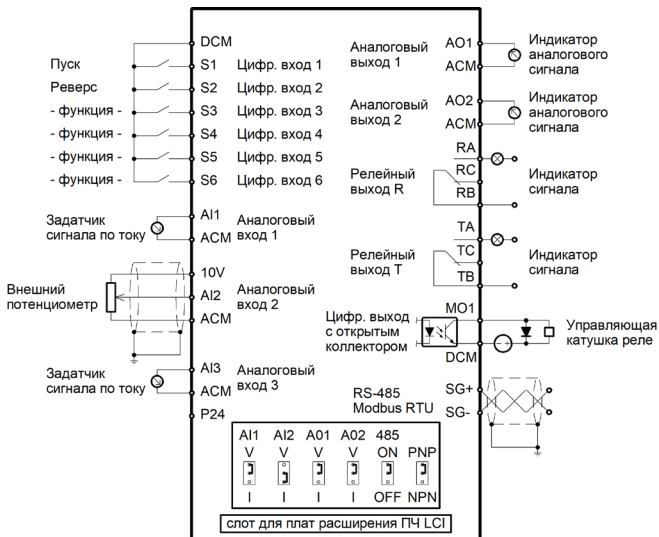 DCM
Пуск S1 Цифр. вход 1
Реверс S2 Цифр. вход 2
- функция - S3 Цифр. вход 3
- функция - S4 Цифр. вход 4
- функция - S5 Цифр. вход 5
- функция - S6 Цифр. вход 6
Задатчик
сигнала по току
AI1
ACM
Аналоговый
вход 1
Внешний
потенциометр
10V
AI2
ACM
Аналоговый
вход 2
Задатчик
сигнала по току
AI3
ACM
Аналоговый
вход 3
P24
Аналоговый
выход 1
AO1
ACM
Индикатор
аналогового
сигнала
Аналоговый
выход 2
AO2
ACM
Индикатор
аналогового
сигнала
Релейный
выход R
RA
RC
RB
Индикатор
сигнала
Релейный
выход T
TA
TC
TB
Индикатор
сигнала
Цифр. выход
с открытым
коллектором
MO1
DCM
Управляющая
катушка реле
RS-485
Modbus RTU
SG+
SG-
AI1 AI2 A01 A02 485
V V V V ON PNP
I I I I OFF NPN
слот для плат расширения ПЧ LCI